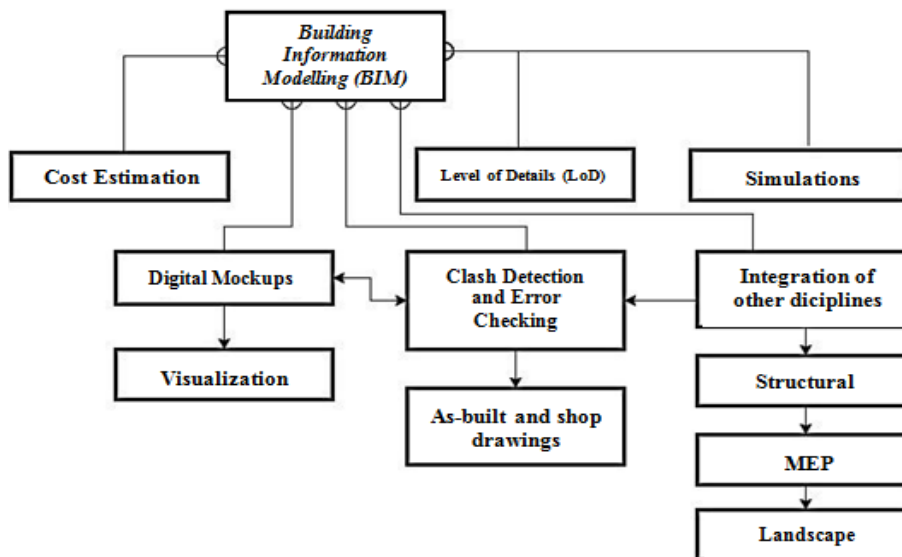 Building
Information
Modelling (BIM)
Cost Estimation
Level of Details (LoD)
Simulations
Digital Mockups
Clash Detection
and Error
Checking
Integration of
other diciplines
Visualization
As-built and shop
drawings
Structural
MEP
Landscape